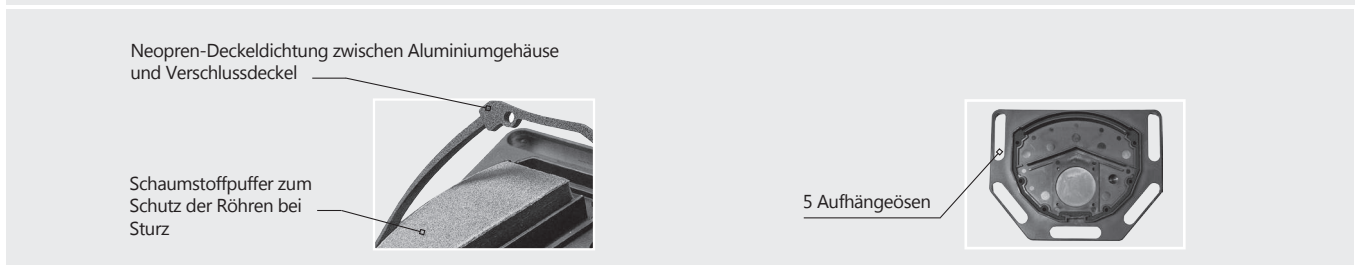 Neopren-Deckeldichtung zwischen Aluminiumgehäuse
und Verschlussdeckel
Schaumstoffpuffer zum
Schutz der Röhren bei
Sturz
5 Aufhängeösen